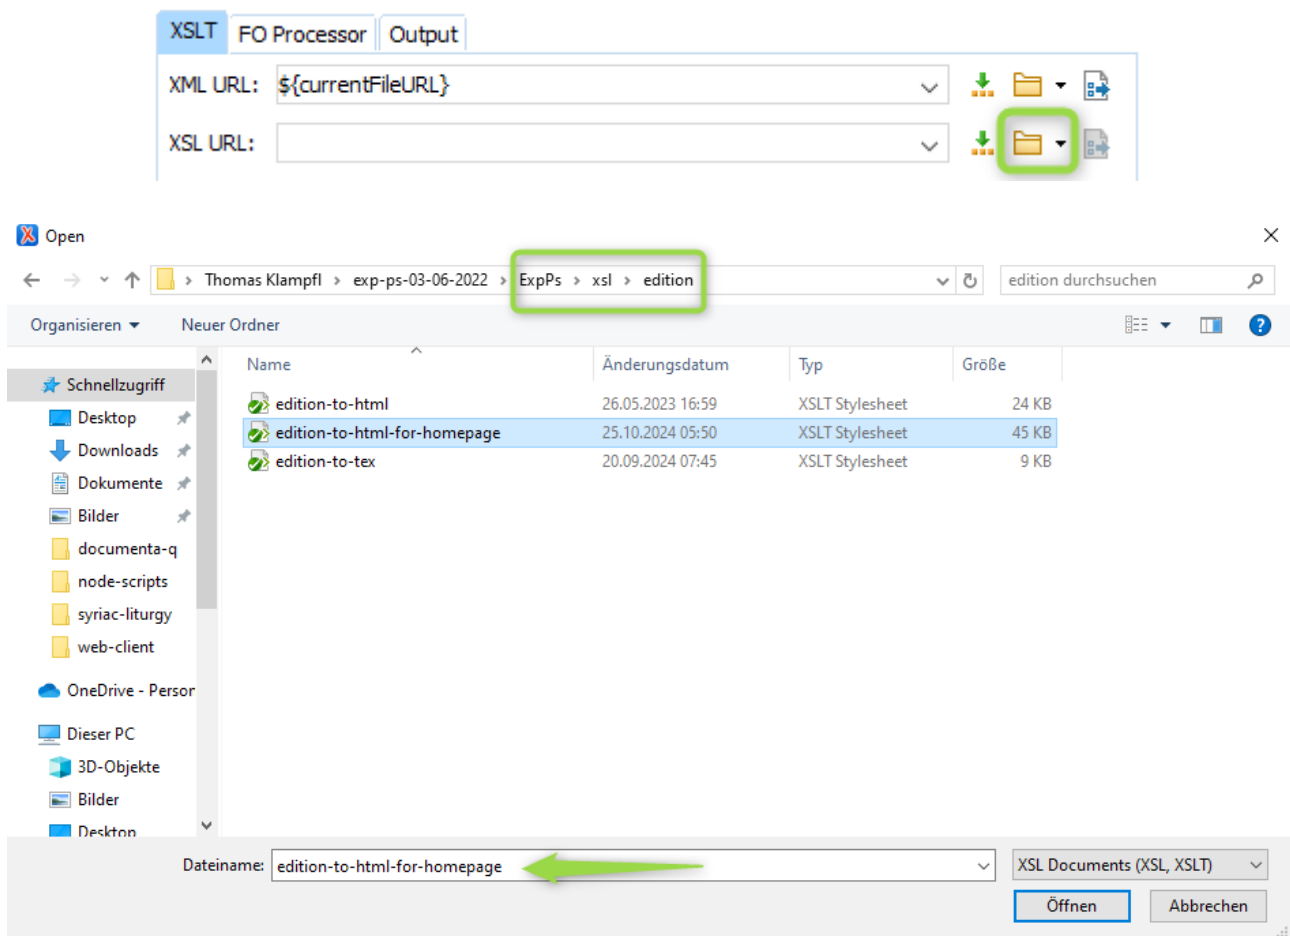 XSLT FO Processor Output
XML URL: ${currentFileURL}
XSL URL:
Open
Thomas Klampfl > exp-ps-03-06-2022 > ExpPs > xsl > edition edition durchsuchen
Organisieren Neuer Ordner
Name Änderungsdatum Typ Größe
Schnellzugriff
edition-to-html 26.05.2023 16:59 XSLT Stylesheet 24 KB
Desktop
edition-to-html-for-homepage 25.10.2024 05:50 XSLT Stylesheet 45 KB
Downloads
edition-to-tex 20.09.2024 07:45 XSLT Stylesheet 9 KB
Dokumente
Bilder
documenta-q
node-scripts
syriac-liturgy
web-client
OneDrive - Person
Dieser PC
3D-Objekte
Bilder
Desktop
Dateiname: edition-to-html-for-homepage XSL Documents (XSL, XSLT)
Öffnen Abbrechen